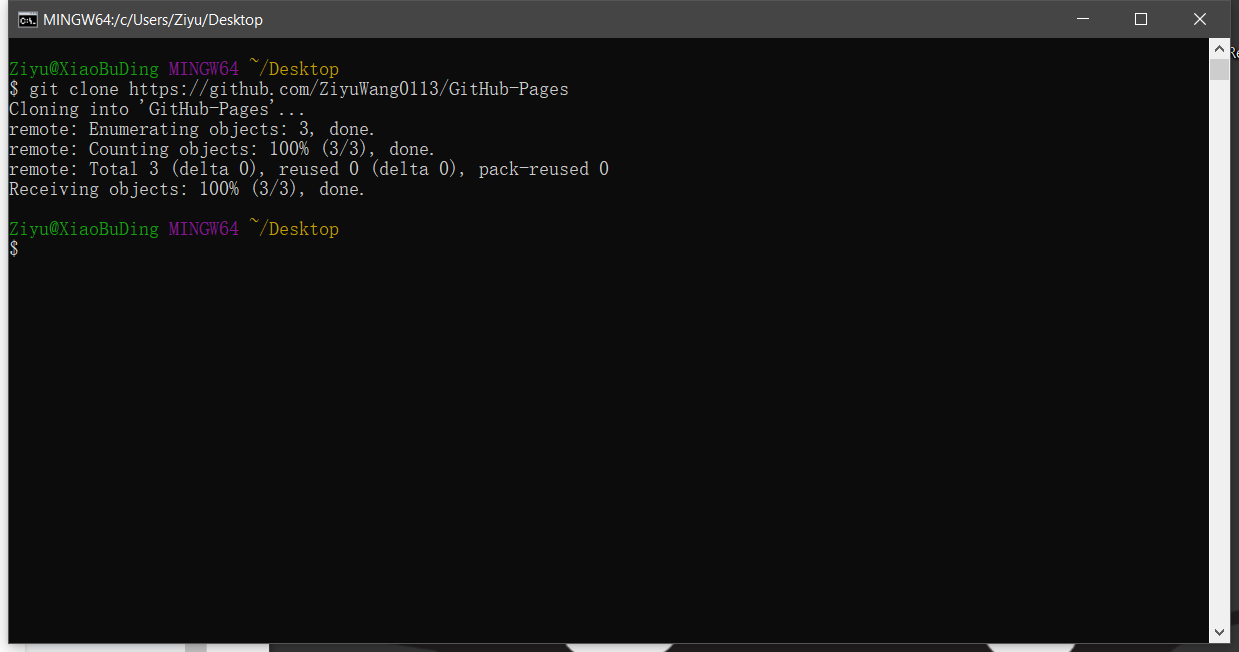 MINGW64:/c/Users/Ziyu/Desktop
Ziyu@XiaoBuDing MINGW64 ~/Desktop
$ git clone https://github.com/ZiyuWang0113/GitHub-Pages
Cloning into 'GitHub-Pages'...
remote: Enumerating objects: 3, done.
remote: Counting objects: 100% (3/3), done.
remote: Total 3 (delta 0), reused 0 (delta 0), pack-reused 0
Receiving objects: 100% (3/3), done.
Ziyu@XiaoBuDing MINGW64 ~/Desktop
$